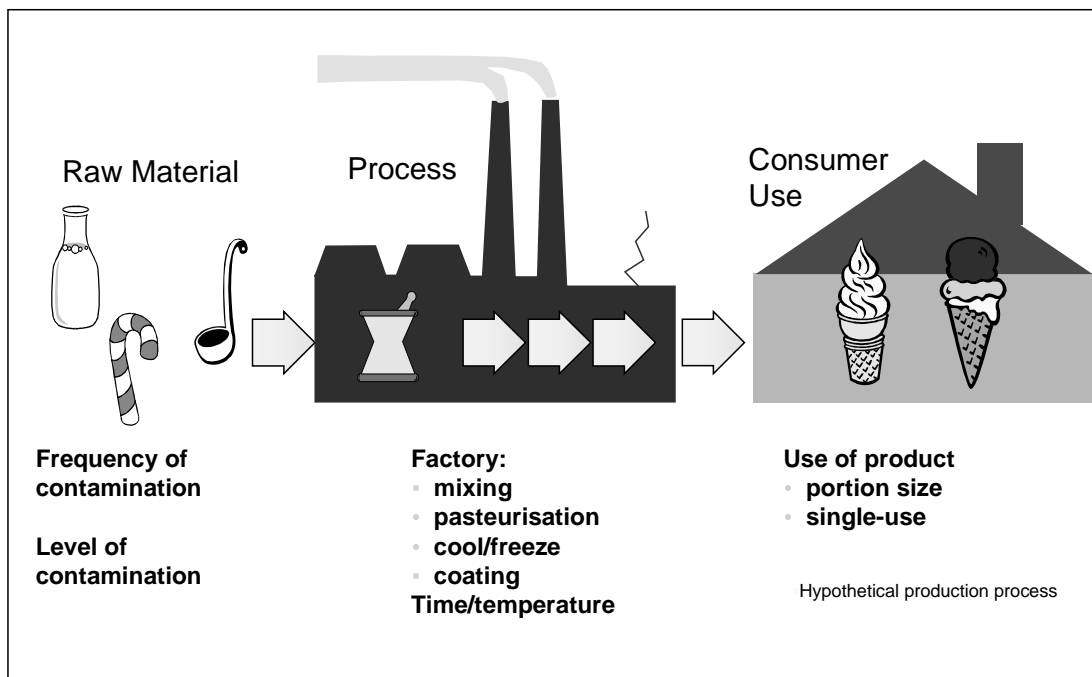 Raw Material
Process
Consumer
Use
Frequency of
contamination
Level of
contamination
Factory:
• mixing
• pasteurisation
• cool/freeze
• coating
Time/temperature
Use of product
• portion size
• single-use
•Hypothetical production process